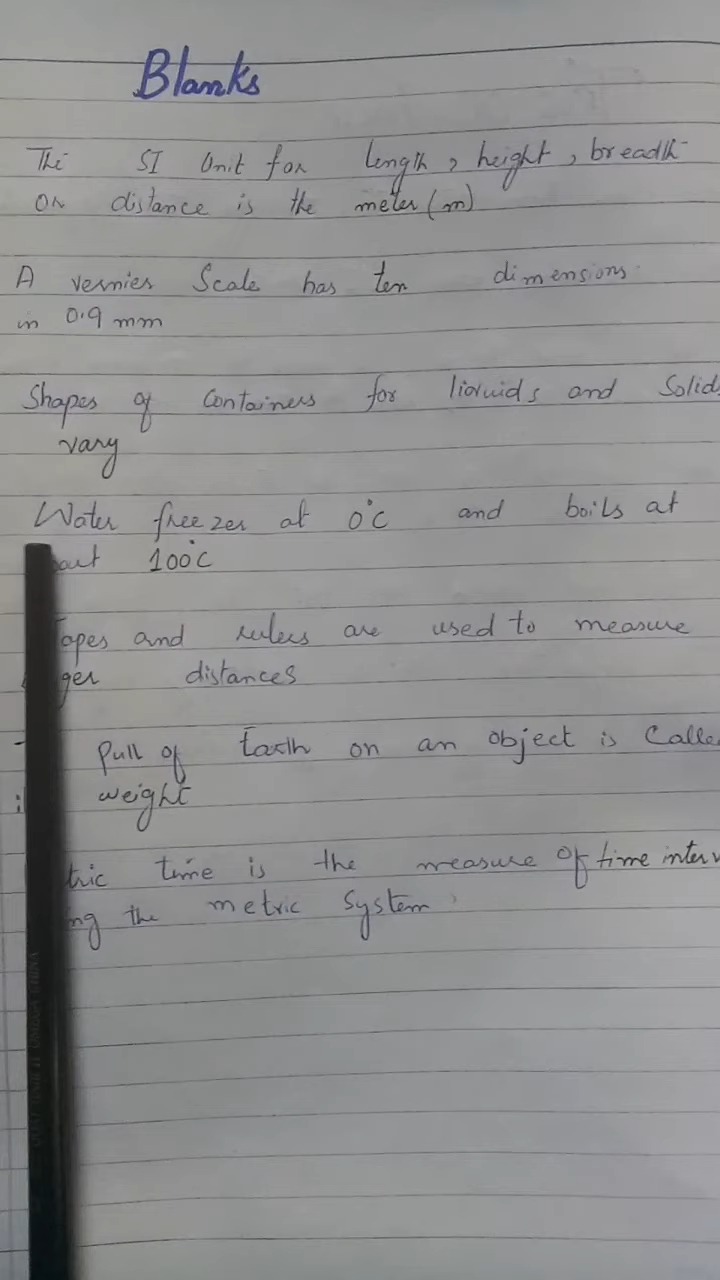 Blanks
The SI Unit for length, height, breadth
or distance is the meter (m)
A vernier Scale has ten dimensions
in 0.9 mm
Shapes of Containers for liquids and Solids
vary
Water freezes at 0°C and boils at
100°C
and rulers are used to measure
distances
Pull of Earth on an object is Calle
weight
time is the measure of time interv
the metric System.